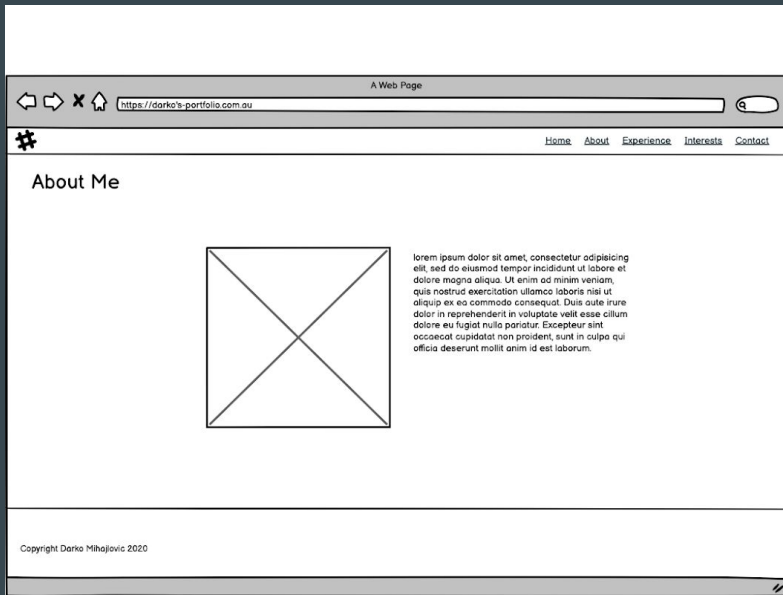 A Web Page
https://darko's-portfolio.com.au
#
Home About Experience Interests Contact
About Me
lorem ipsum dolor sit amet, consectetur adipisicing
elit, sed do eiusmod tempor incididunt ut labore et
dolore magna aliqua. Ut enim ad minim veniam,
quis nostrud exercitation ullamco laboris nisi ut
aliquip ex ea commodo consequat. Duis aute irure
dolor in reprehenderit in voluptate velit esse cillum
dolore eu fugiat nulla pariatur. Excepteur sint
occaecat cupidatat non proident, sunt in culpa qui
officia deserunt mollit anim id est laborum.
Copyright Darko Mihajlovic 2020